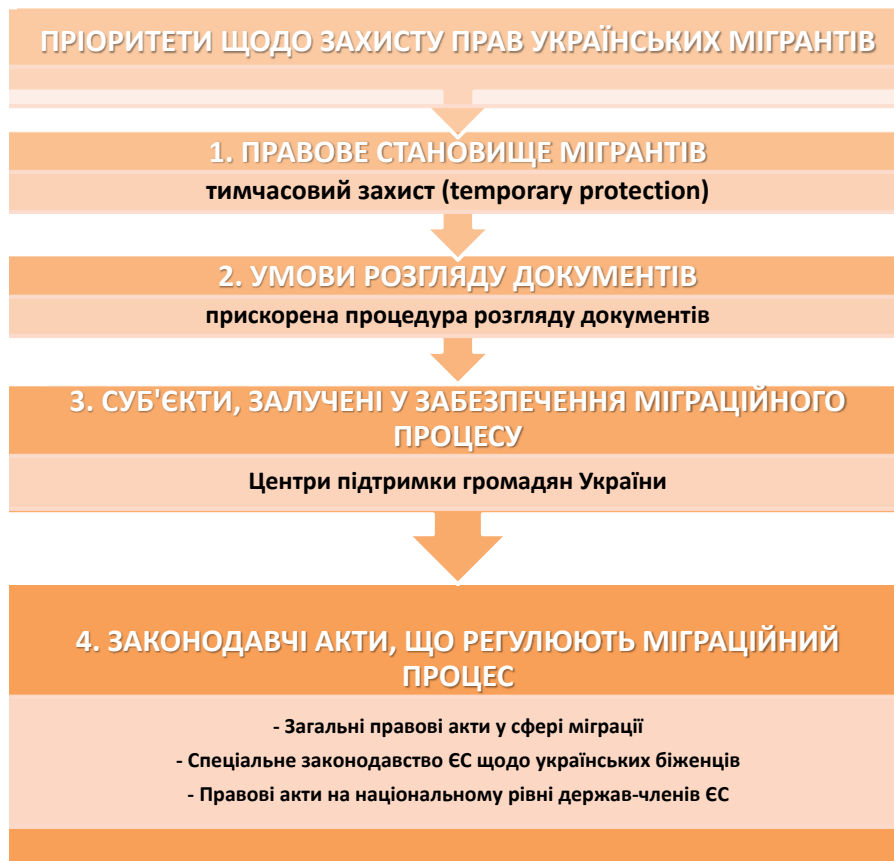 ПРІОРИТЕТИ ЩОДО ЗАХИСТУ ПРАВ УКРАЇНСЬКИХ МІГРАНТІВ
1. ПРАВОВЕ СТАНОВИЩЕ МІГРАНТІВ
тимчасовий захист (temporary protection)
2. УМОВИ РОЗГЛЯДУ ДОКУМЕНТІВ
прискорена процедура розгляду документів
3. СУБ'ЄКТИ, ЗАЛУЧЕНІ У ЗАБЕЗПЕЧЕННЯ МІГРАЦІЙНОГО
ПРОЦЕСУ
Центри підтримки громадян України
4. ЗАКОНОДАВЧІ АКТИ, ЩО РЕГУЛЮЮТЬ МІГРАЦІЙНИЙ
ПРОЦЕС
- Загальні правові акти у сфері міграції
- Спеціальне законодавство ЄС щодо українських біженців
- Правові акти на національному рівні держав-членів ЄС